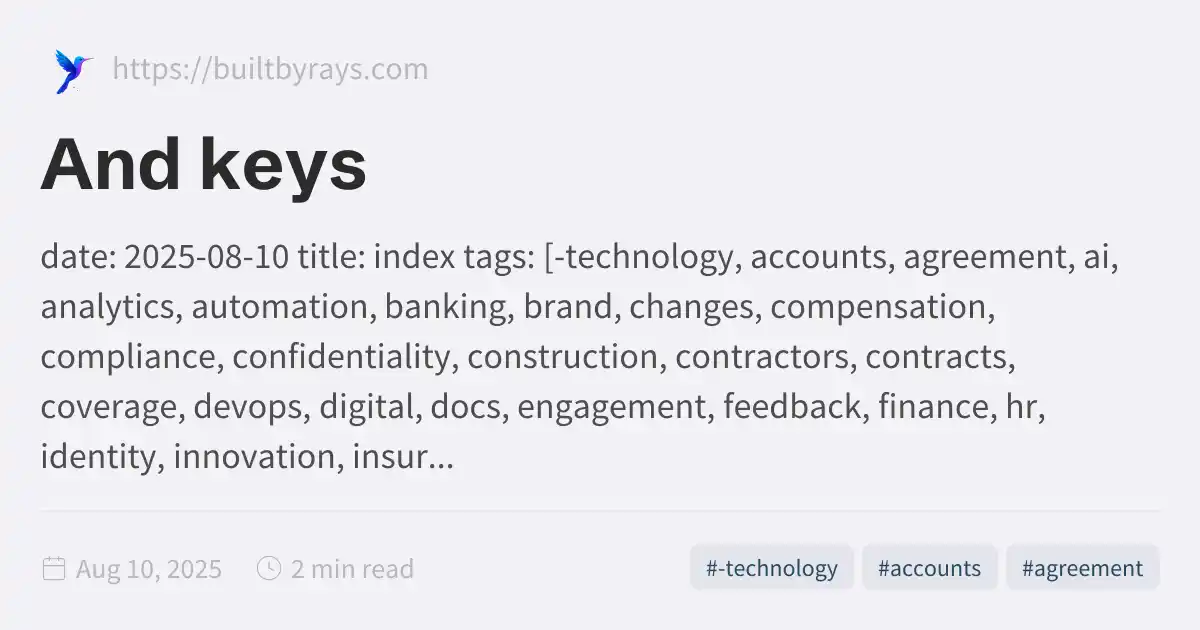 https://builtbyrays.com
And keys
date: 2025-08-10 title: index tags: [-technology, accounts, agreement, ai,
analytics, automation, banking, brand, changes, compensation,
compliance, confidentiality, construction, contractors, contracts,
coverage, devops, digital, docs, engagement, feedback, finance, hr,
identity, innovation, insur...
Aug 10, 2025 2 min read #-technology #accounts #agreement